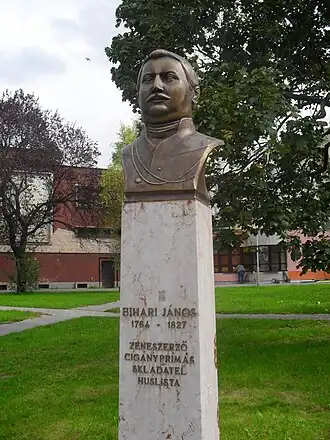 BIHARI JÁNOS
1764 - 1827
ZENESZERZŐ
CIGÁNYPRÍMÁS
SKLADATEĽ
HUSLISTA